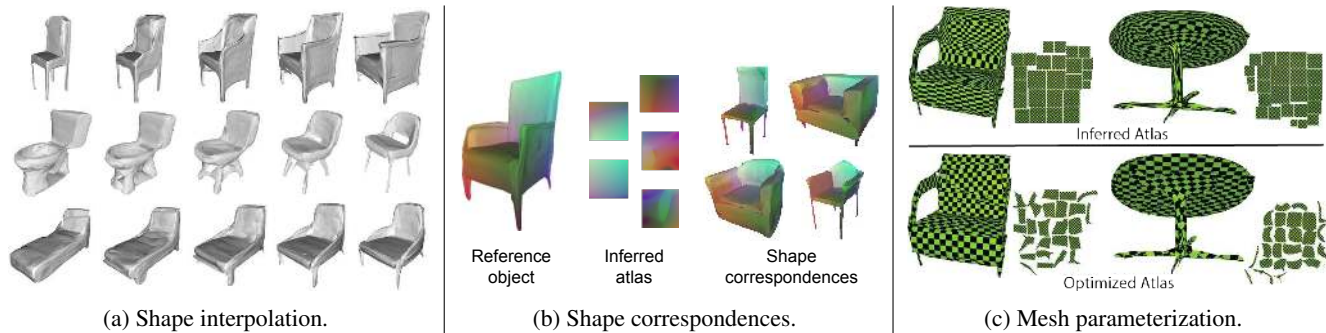 Reference
object
Inferred
atlas
Shape
correspondences
Inferred Atlas
Optimized Atlas
(a) Shape interpolation.
(b) Shape correspondences.
(c) Mesh parameterization.